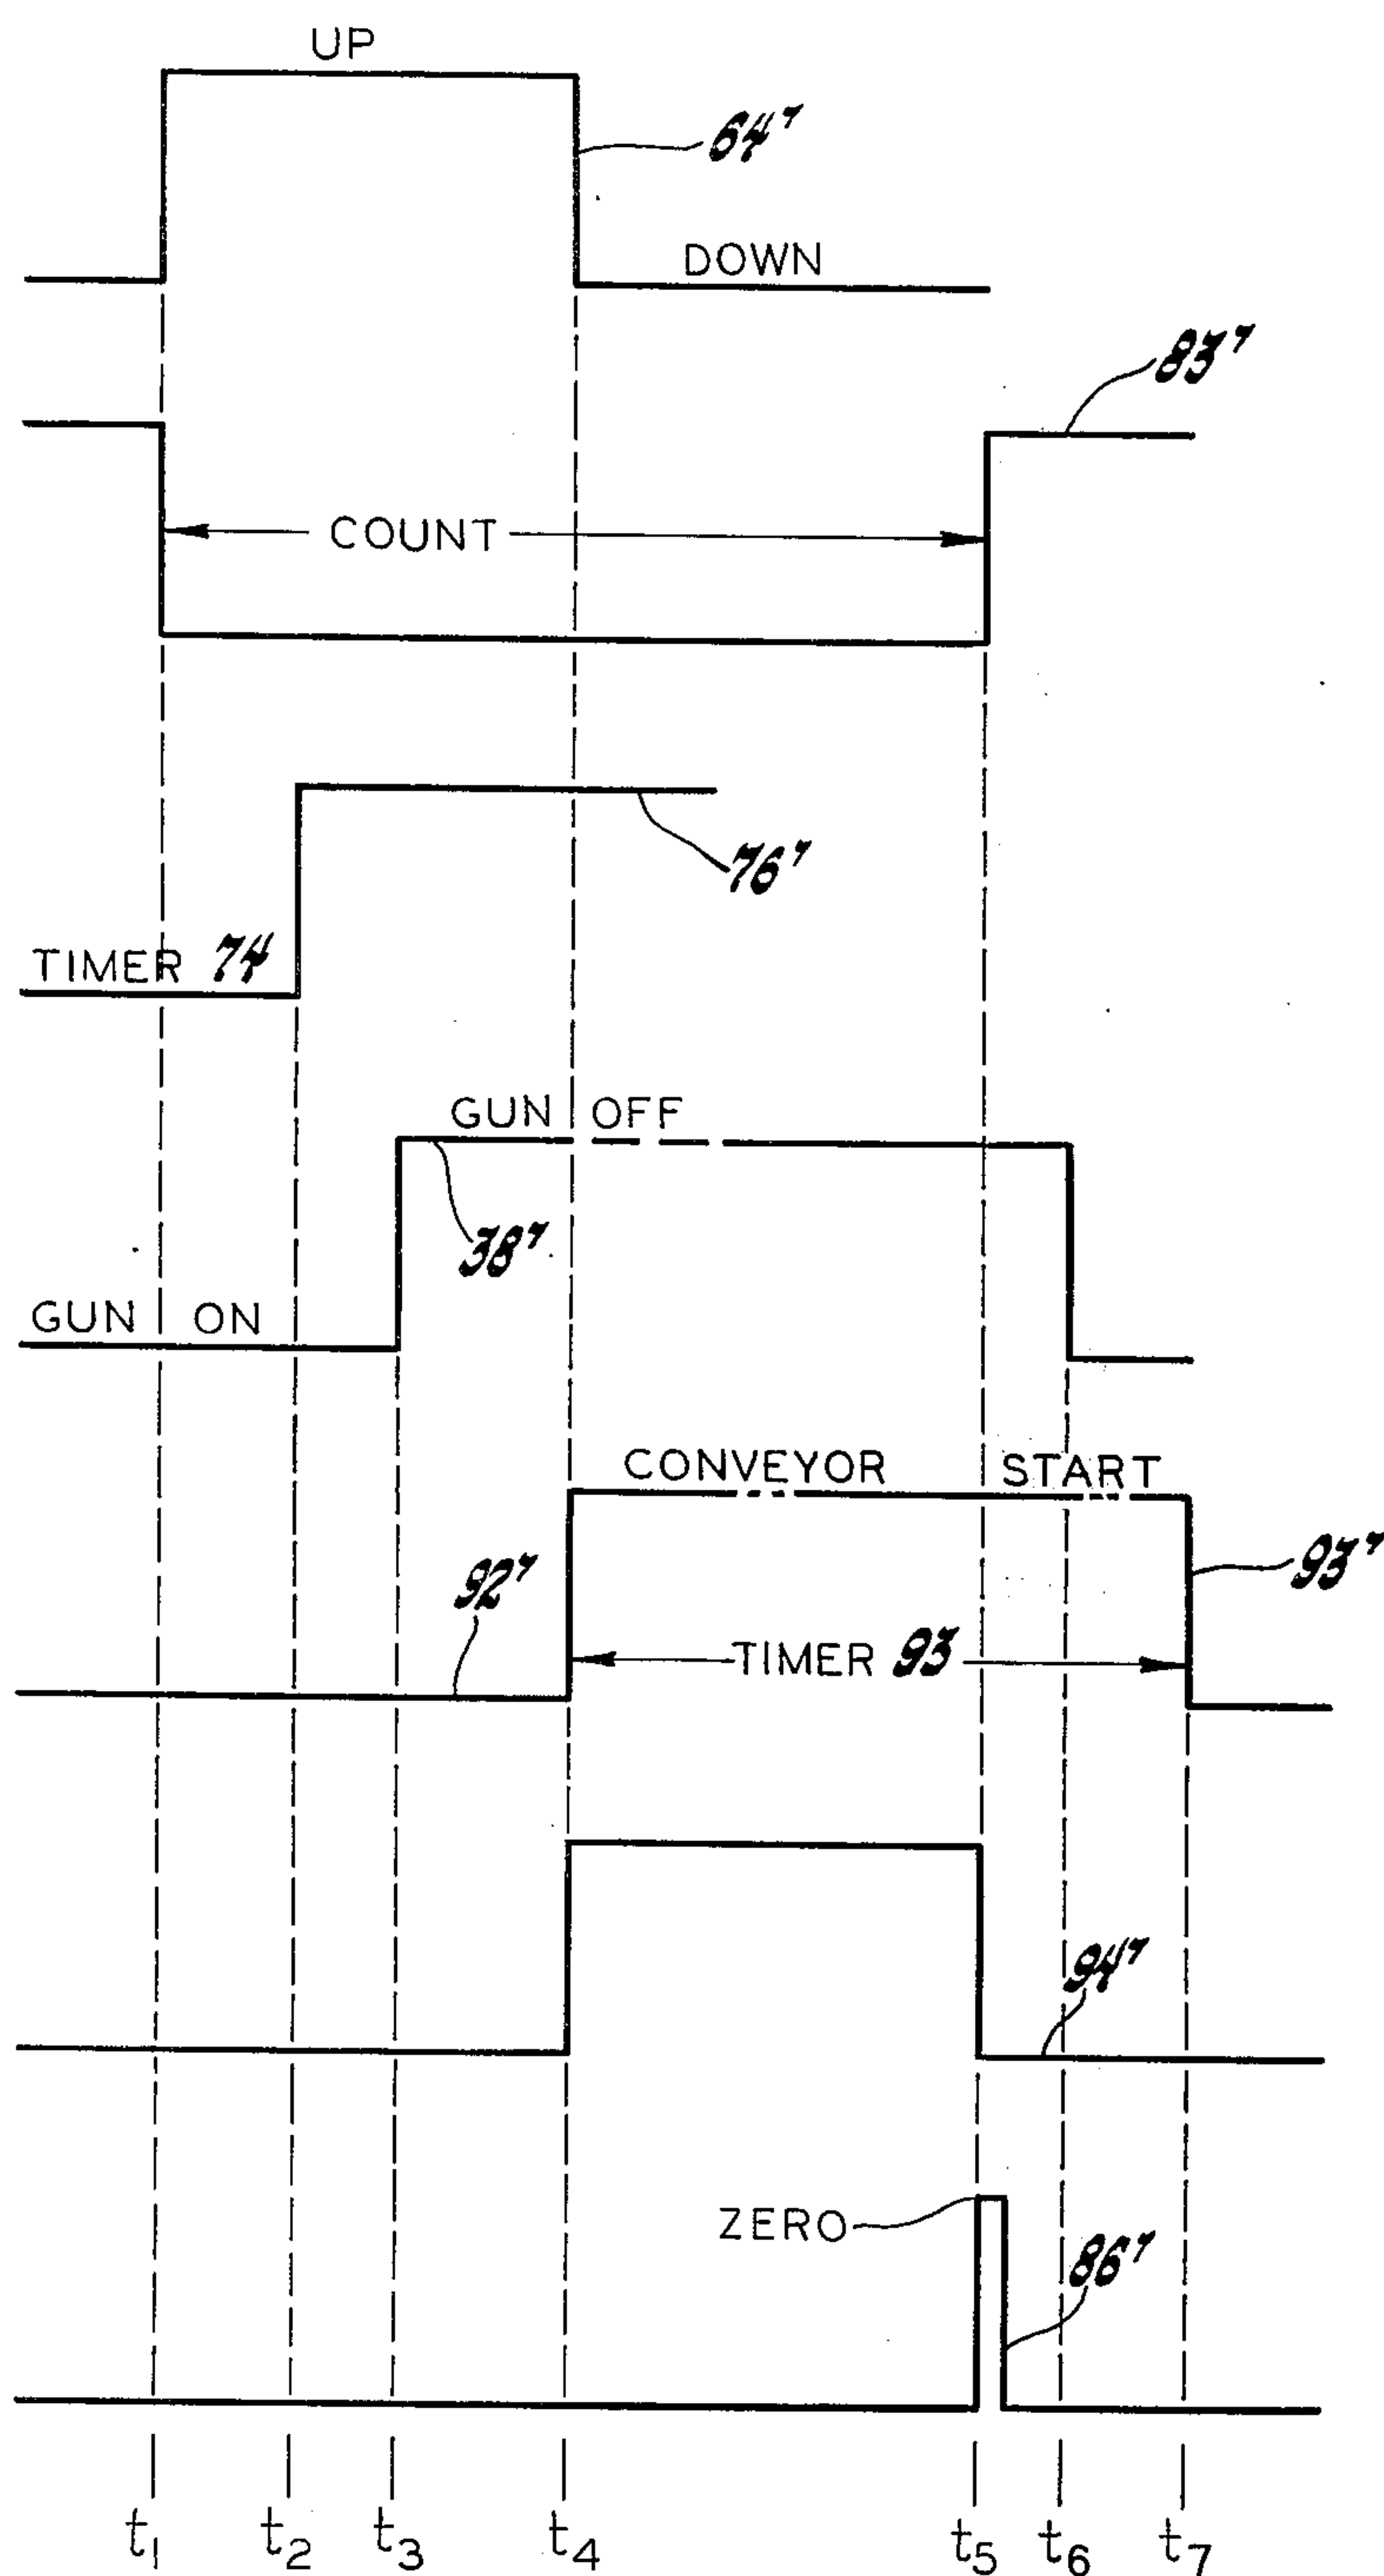 UP
64'
DOWN
83'
COUNT
76'
TIMER 74
GUN OFF
38'
GUN ON
CONVEYOR START
92'
93'
TIMER 93
94'
ZERO
86'
t1 t2 t3 t4 t5 t6 t7